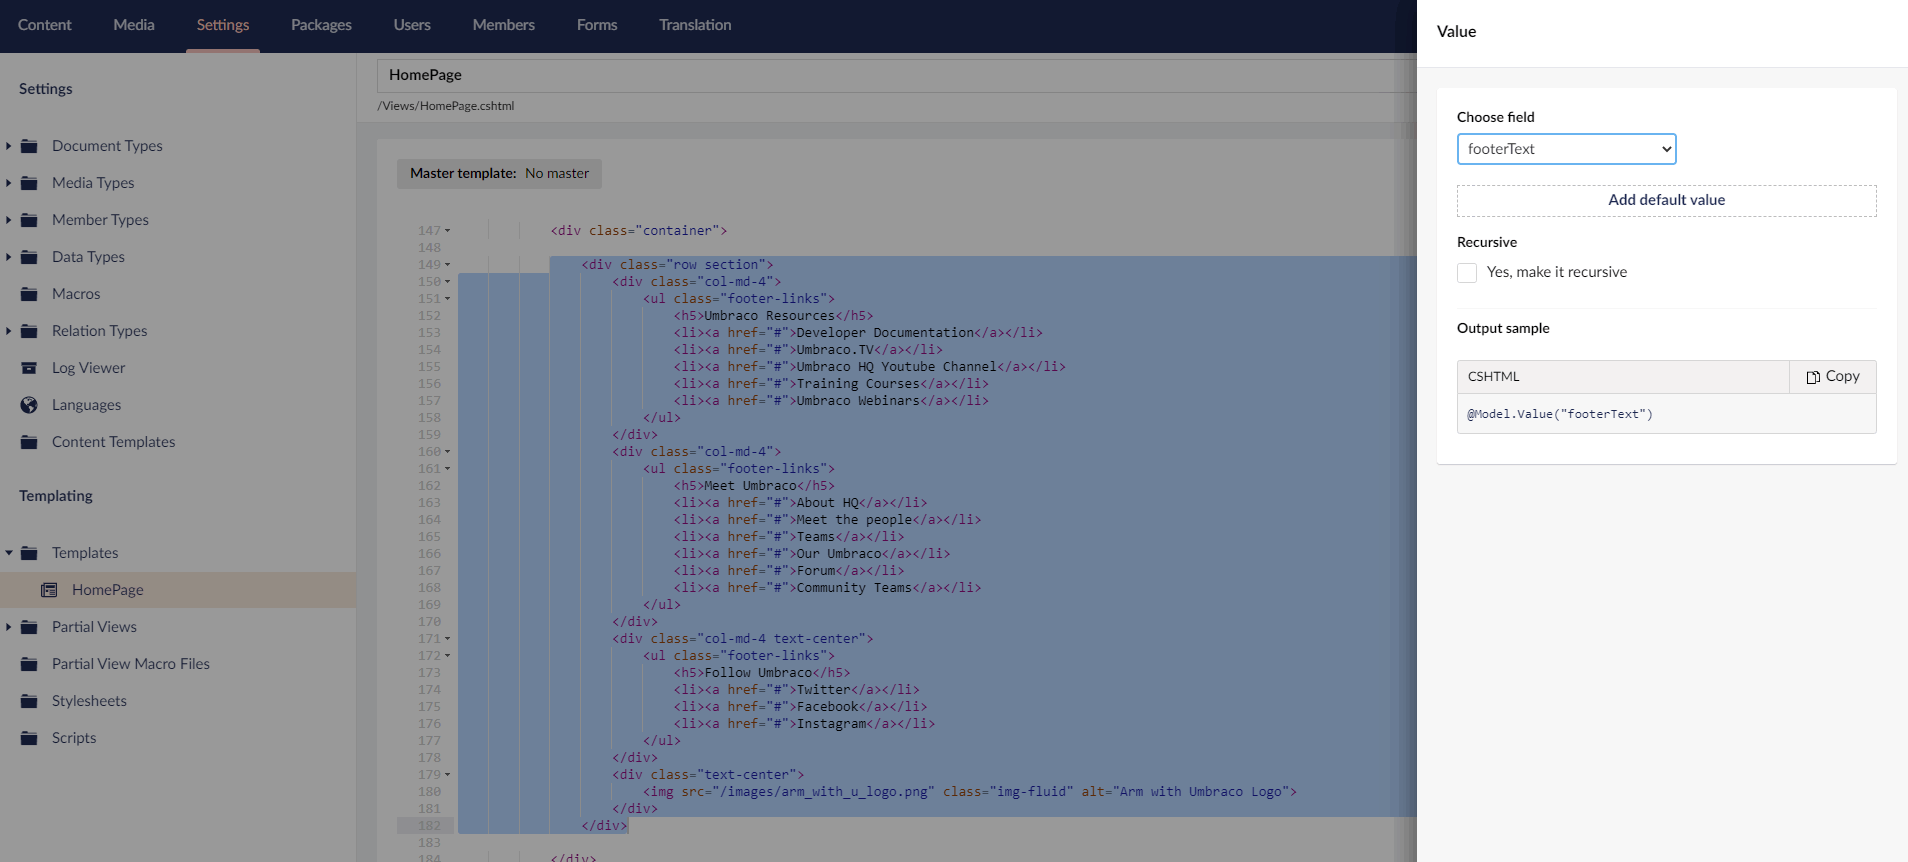 Content Media Settings Packages Users Members Forms Translation
Settings
Document Types
Media Types
Member Types
Data Types
Macros
Relation Types
Log Viewer
Languages
Content Templates
Templating
Templates
HomePage
Partial Views
Partial View Macro Files
Stylesheets
Scripts
HomePage
/Views/HomePage.cshtml
Master template: No master
147 <div class="container">
148
149 <div class="row section">
150 <div class="col-md-4">
151 <ul class="footer-links">
152 <h5>Umbraco Resources</h5>
153 <li><a href="#">Developer Documentation</a></li>
154 <li><a href="#">Umbraco.TV</a></li>
155 <li><a href="#">Umbraco HQ Youtube Channel</a></li>
156 <li><a href="#">Training Courses</a></li>
157 <li><a href="#">Umbraco Webinars</a></li>
158 </ul>
159 </div>
160 <div class="col-md-4">
161 <ul class="footer-links">
162 <h5>Meet Umbraco</h5>
163 <li><a href="#">About HQ</a></li>
164 <li><a href="#">Meet the people</a></li>
165 <li><a href="#">Teams</a></li>
166 <li><a href="#">Our Umbraco</a></li>
167 <li><a href="#">Forum</a></li>
168 <li><a href="#">Community Teams</a></li>
169 </ul>
170 </div>
171 <div class="col-md-4 text-center">
172 <ul class="footer-links">
173 <h5>Follow Umbraco</h5>
174 <li><a href="#">Twitter</a></li>
175 <li><a href="#">Facebook</a></li>
176 <li><a href="#">Instagram</a></li>
177 </ul>
178 </div>
179 <div class="text-center">
180 <img src="/images/arm_with_u_logo.png" class="img-fluid" alt="Arm with Umbraco Logo">
181 </div>
182 </div>
183
184 </div>
Value
Choose field
footerText
Add default value
Recursive
Yes, make it recursive
Output sample
CSHTML Copy
@Model.Value("footerText")